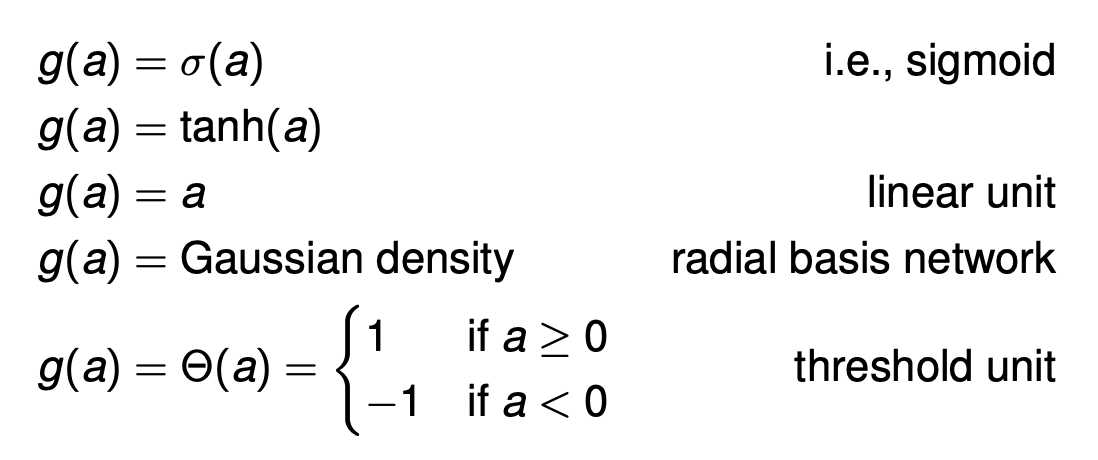 g(a) = σ(a) i.e., sigmoid
g(a) = tanh(a)
g(a) = a linear unit
g(a) = Gaussian density radial basis network
g(a) = Θ(a) = { 1 if a ≥ 0
−1 if a < 0 threshold unit